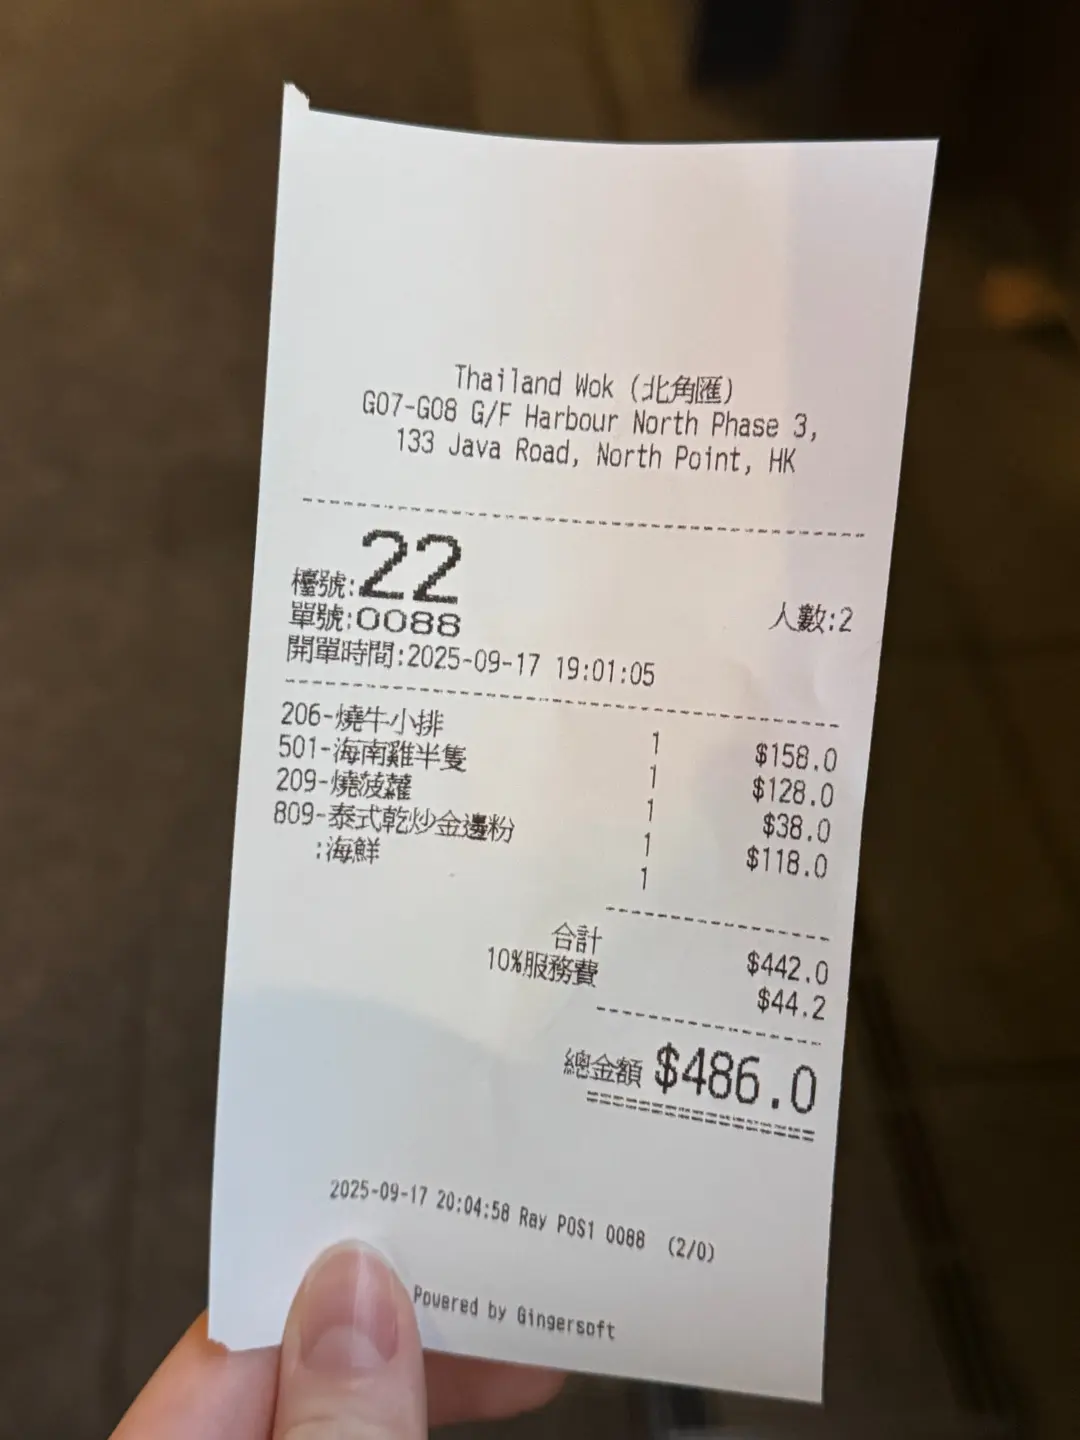 Thailand Wok (北角匯)
G07-G08 G/F Harbour North Phase 3,
133 Java Road, North Point, HK
檯號:22
單號:0088 人數:2
開單時間:2025-09-17 19:01:05
206-燒牛小排 1 $158.0
501-海南雞半隻 1 $128.0
209-燒菠蘿 1 $38.0
809-泰式乾炒金邊粉 1 $118.0
:海鮮 1
合計 $442.0
10%服務費 $44.2
總金額 $486.0
2025-09-17 20:04:58 Ray POS1 0088 (2/0)
Powered by Gingersoft